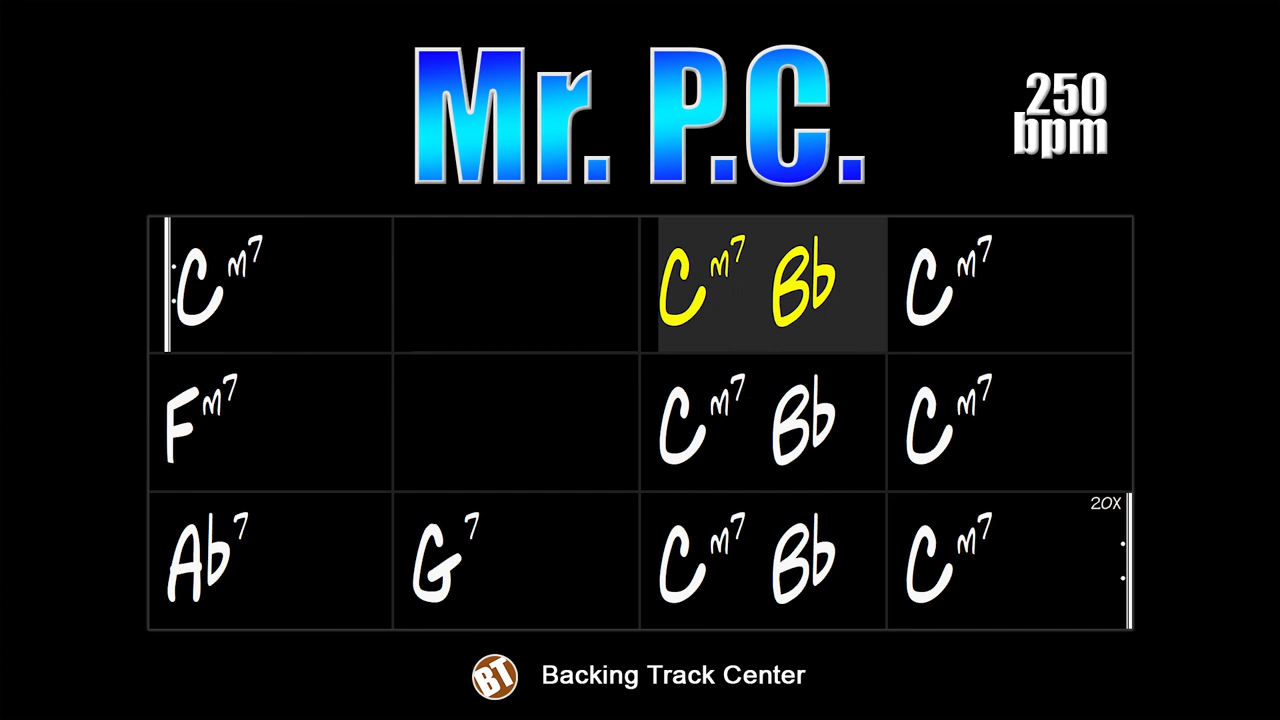 Mr. P.C.
250
bpm
Cm7 Cm7 Bb Cm7
Fm7 Cm7 Bb Cm7
20X
Ab7 G7 Cm7 Bb Cm7
BT Backing Track Center